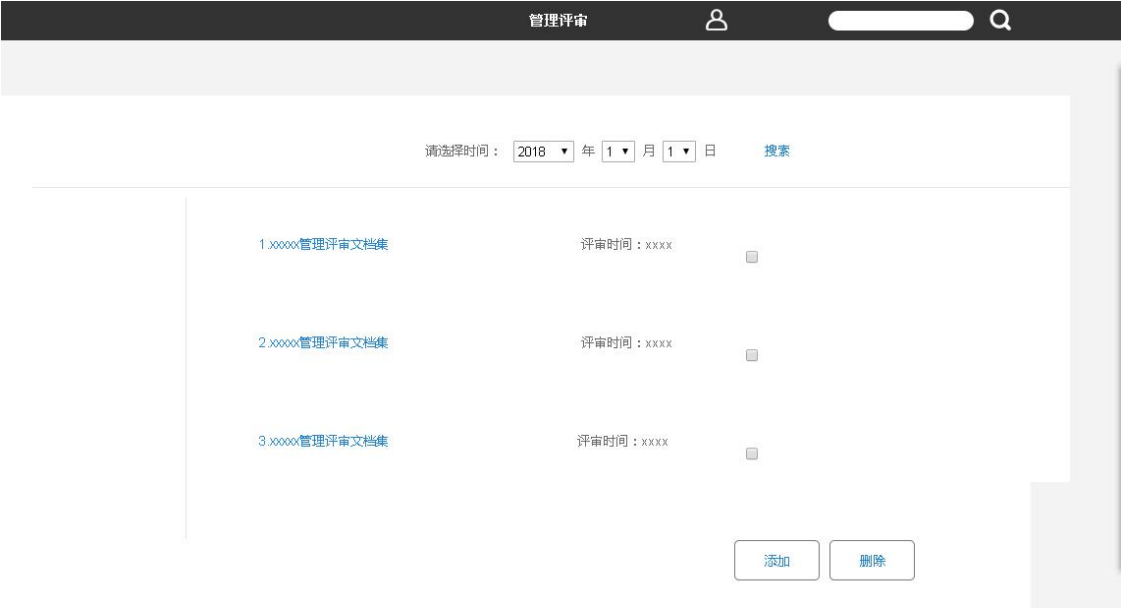 管理评审
请选择时间： 2018 年 1 月 1 日 搜索
1.xxxxx管理评审文档集 评审时间：xxxx
2.xxxxx管理评审文档集 评审时间：xxxx
3.xxxxx管理评审文档集 评审时间：xxxx
添加 删除